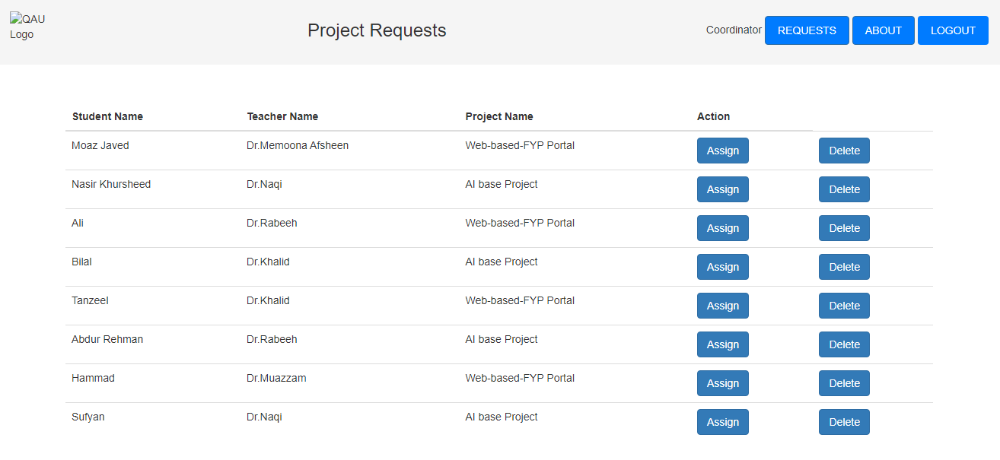 QAU
Logo
Project Requests
Coordinator REQUESTS ABOUT LOGOUT
Student Name Teacher Name Project Name Action
Moaz Javed Dr.Memoona Afsheen Web-based-FYP Portal Assign Delete
Nasir Khursheed Dr.Naqi AI base Project Assign Delete
Ali Dr.Rabeeh Web-based-FYP Portal Assign Delete
Bilal Dr.Khalid AI base Project Assign Delete
Tanzeel Dr.Khalid Web-based-FYP Portal Assign Delete
Abdur Rehman Dr.Rabeeh AI base Project Assign Delete
Hammad Dr.Muazzam Web-based-FYP Portal Assign Delete
Sufyan Dr.Naqi AI base Project Assign Delete